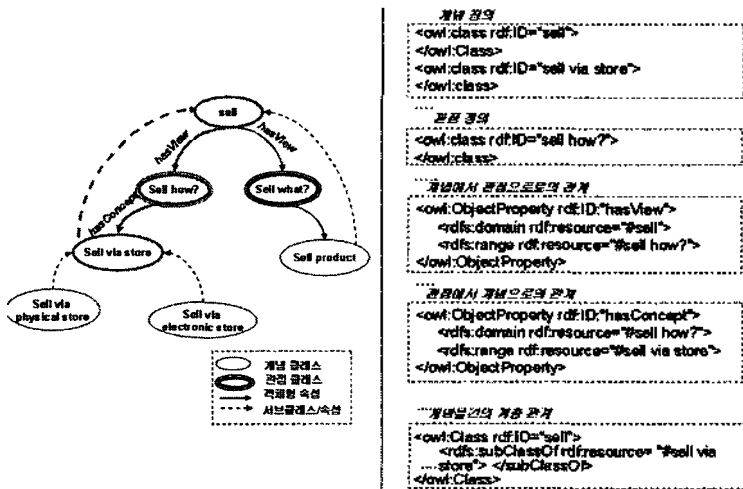 sell
hasView
hasView
Sell how?
Sell what?
hasConcept
Sell via store
Sell product
Sell via
physical store
Sell via
electronic store
개념 클래스
관점 클래스
객체형 속성
서브클래스/속성
개념 정의
<owl:class rdf:ID="sell">
</owl:Class>
<owl:class rdf:ID="sell via store">
</owl:class>
관점 정의
<owl:class rdf:ID="sell how?">
</owl:class>
개념에서 관점으로로의 관계
<owl:ObjectProperty rdf:ID:"hasView">
<rdfs:domain rdf:resource="#sell">
<rdfs:range rdf:resource="#sell how?">
</owl:ObjectProperty>
관점에서 개념으로의 관계
<owl:ObjectProperty rdf:ID:"hasConcept">
<rdfs:domain rdf:resource="#sell how?">
<rdfs:range rdf:resource="#sell via store">
</owl:ObjectProperty>
개념들간의 계층 관계
<owl:Class rdf:ID="sell">
<rdfs:subClassOf rdf:resource= "#sell via
store"> </subClassOf>
</owl:Class>